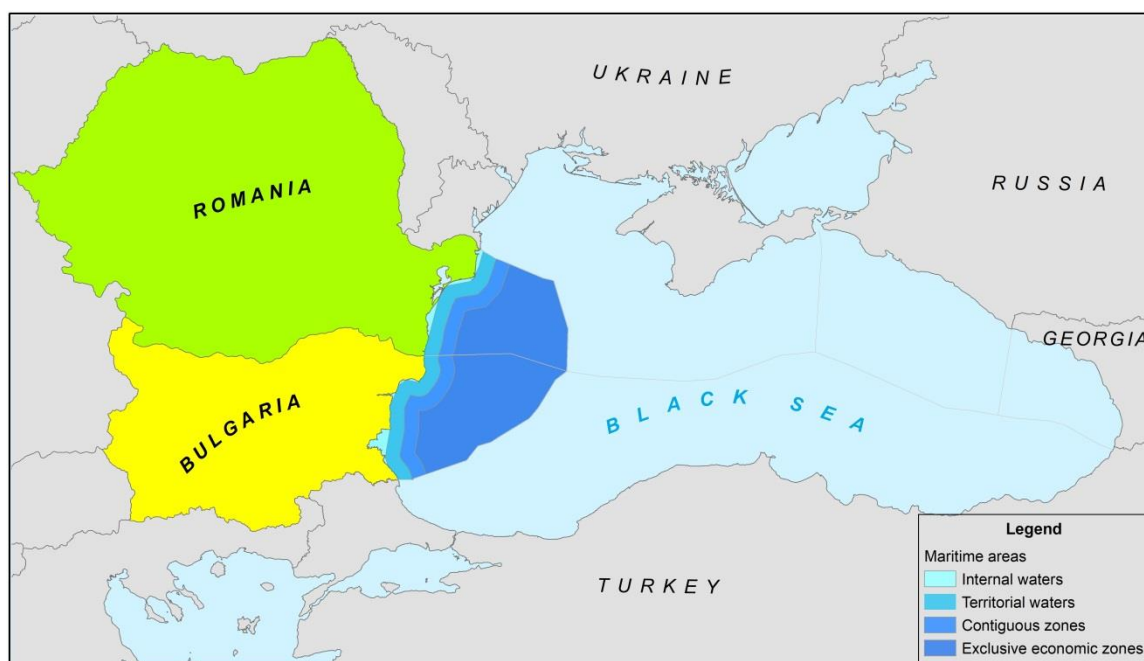 UKRAINE
ROMANIA
RUSSIA
GEORGIA
BULGARIA
BLACK SEA
TURKEY
Legend
Maritime areas
Internal waters
Territorial waters
Contiguous zones
Exclusive economic zones